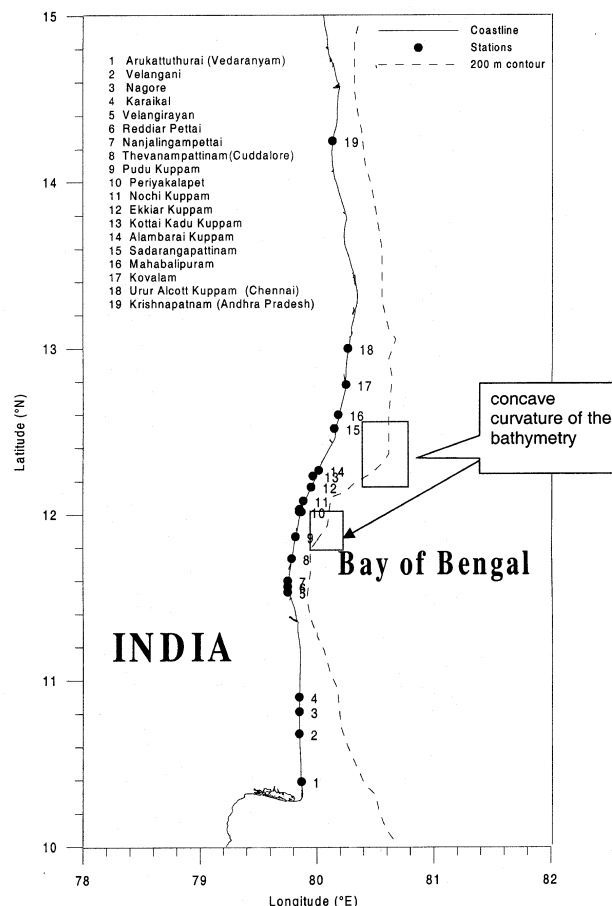 15
14
13
12
11
10
Latitude (°N)
Coastline
Stations
200 m contour
1 Arukattuthurai (Vedaranyam)
2 Velangani
3 Nagore
4 Karaikal
5 Velangirayan
6 Reddiar Pettai
7 Nanjalingampettai
8 Thevanampattinam(Cuddalore)
9 Pudu Kuppam
10 Periyakalapet
11 Nochi Kuppam
12 Ekkiar Kuppam
13 Kottai Kadu Kuppam
14 Alambarai Kuppam
15 Sadarangapattinam
16 Mahabalipuram
17 Kovalam
18 Urur Alcott Kuppam (Chennai)
19 Krishnapatnam (Andhra Pradesh)
19
18
17
16
15
14
13
12
11
10
9
8
7
6
5
4
3
2
1
concave
curvature of the
bathymetry
Bay of Bengal
INDIA
78
79
80
81
82
Longitude (°E)